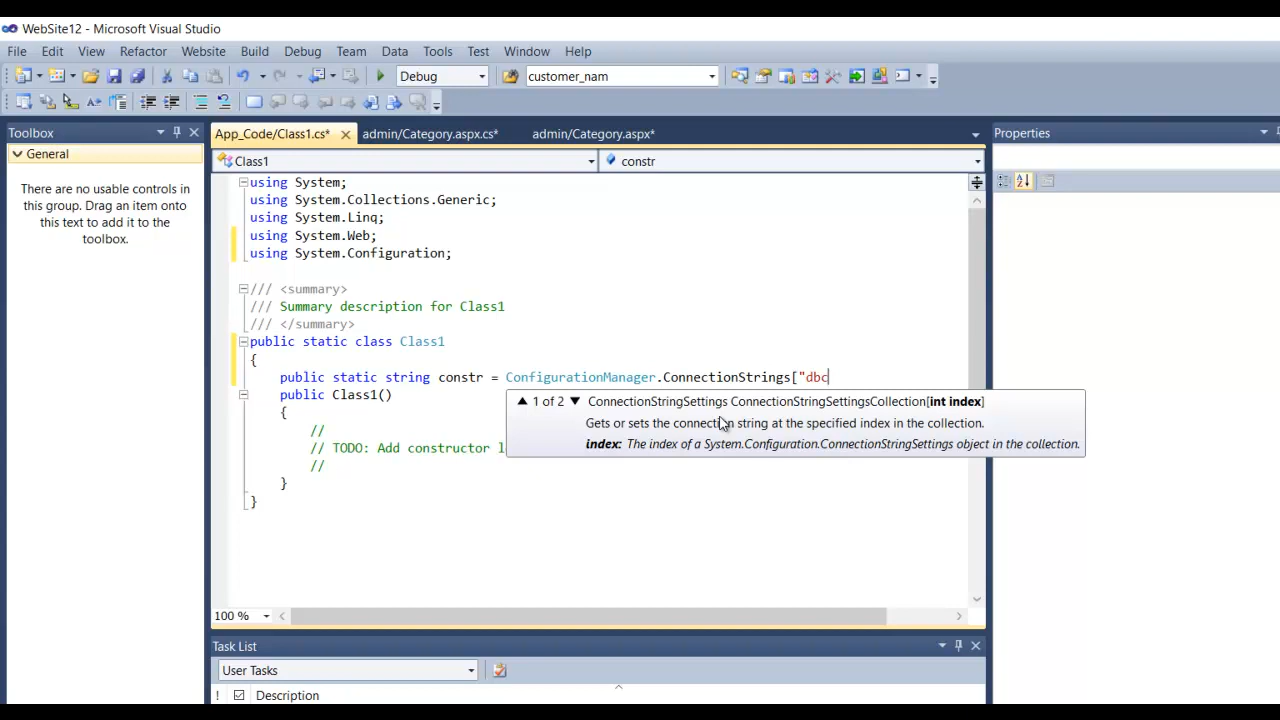 WebSite12 - Microsoft Visual Studio
File Edit View Refactor Website Build Debug Team Data Tools Test Window Help
Debug customer_nam
Toolbox
General
There are no usable controls in
this group. Drag an item onto
this text to add it to the
toolbox.
App_Code/Class1.cs* admin/Category.aspx.cs* admin/Category.aspx*
Class1 constr
using System;
using System.Collections.Generic;
using System.Linq;
using System.Web;
using System.Configuration;
/// <summary>
/// Summary description for Class1
/// </summary>
public static class Class1
{
public static string constr = ConfigurationManager.ConnectionStrings["dbc
public Class1()
{
//
// TODO: Add constructor l
//
}
}
1 of 2 ConnectionStringSettings ConnectionStringSettingsCollection[int index]
Gets or sets the connection string at the specified index in the collection.
index: The index of a System.Configuration.ConnectionStringSettings object in the collection.
100 %
Task List
User Tasks
! Description
Properties